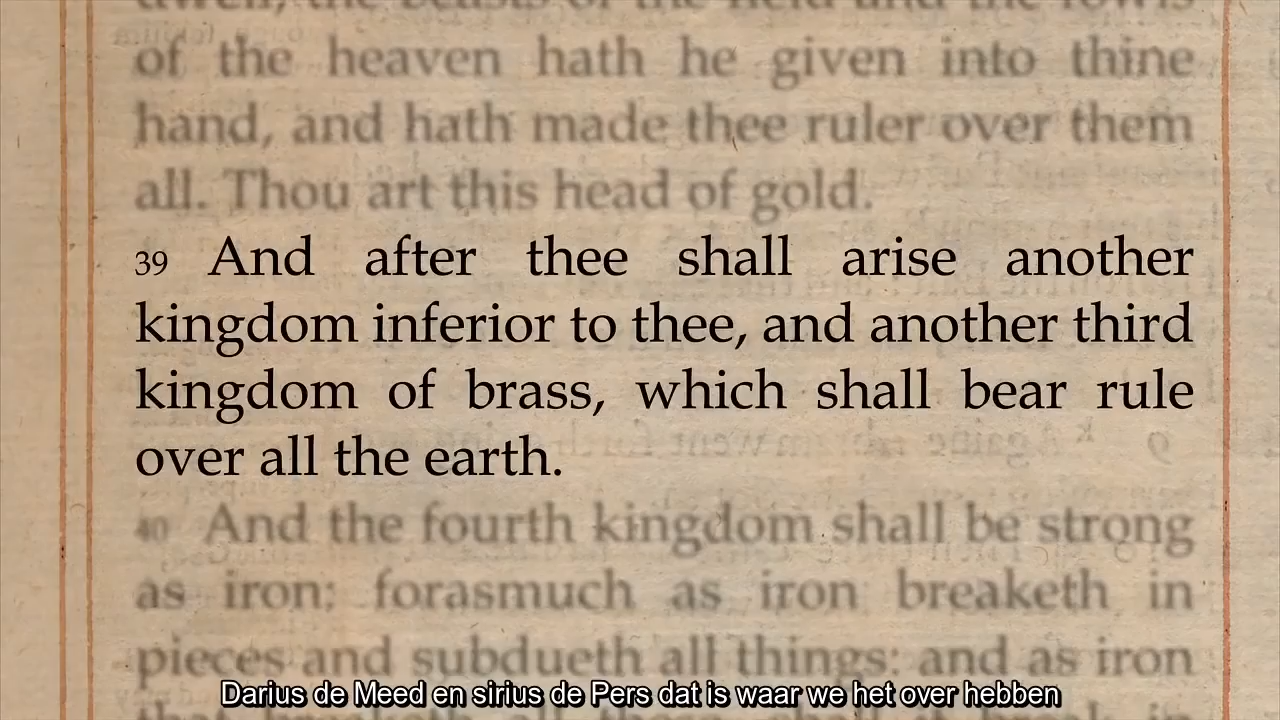 of the heaven hath he given into thine
hand, and hath made thee ruler over them
all. Thou art this head of gold.
39 And after thee shall arise another
kingdom inferior to thee, and another third
kingdom of brass, which shall bear rule
over all the earth.
40 And the fourth kingdom shall be strong
as iron: forasmuch as iron breaketh in
pieces and subdueth all things: and as iron
Darius de Meed en sirius de Pers dat is waar we het over hebben